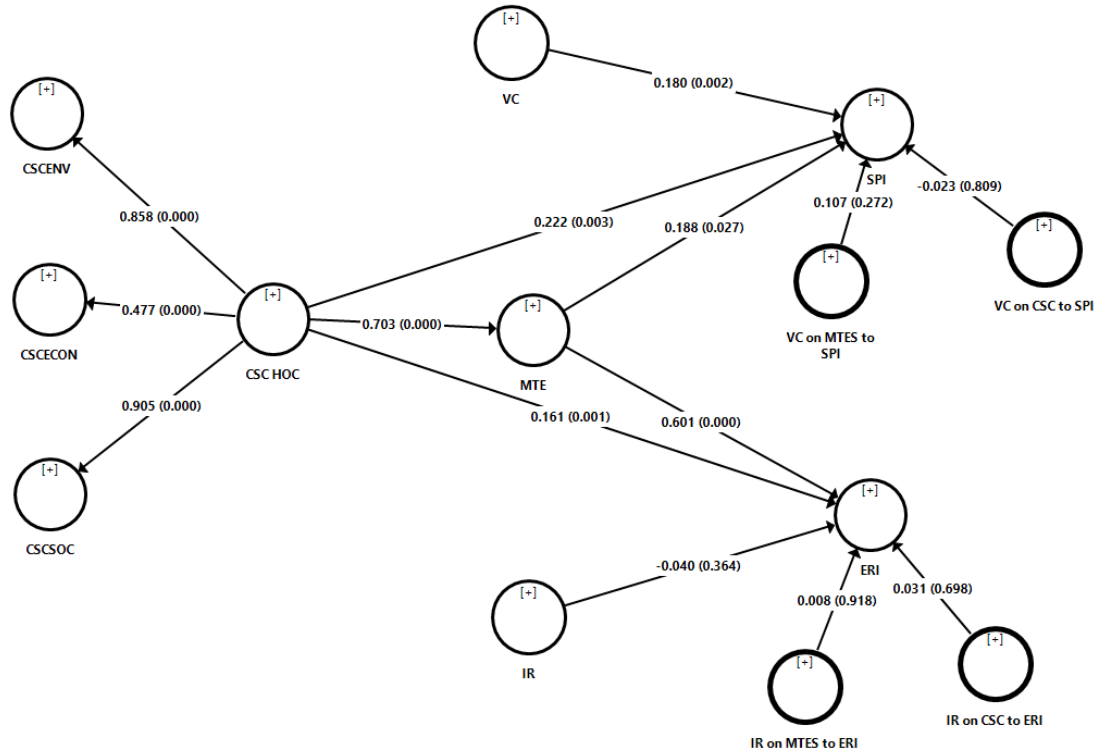 [+]
VC
0.180 (0.002)
[+]
CSCENV
[+]
SPI
0.858 (0.000)
0.222 (0.003)
0.188 (0.027)
0.107 (0.272)
-0.023 (0.809)
[+]
VC on MTES to
SPI
[+]
VC on CSC to SPI
[+]
CSCECON
0.477 (0.000)
[+]
CSC HOC
0.703 (0.000)
[+]
MTE
0.905 (0.000)
0.161 (0.001)
0.601 (0.000)
[+]
CSCSOC
[+]
ERI
-0.040 (0.364)
[+]
IR
0.008 (0.918)
0.031 (0.698)
[+]
IR on MTES to ERI
[+]
IR on CSC to ERI